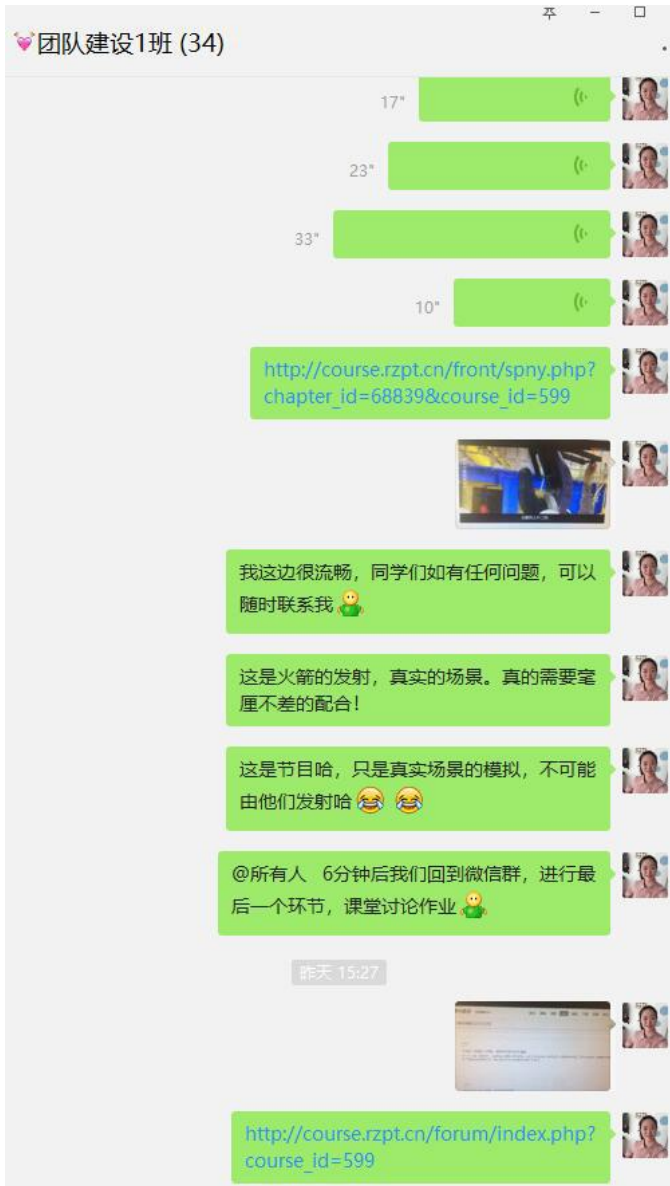 团队建设1班 (34)
17"
23"
33"
10"
http://course.rzpt.cn/front/spny.php?
chapter_id=68839&course_id=599
我这边很流畅，同学们如有任何问题，可以
随时联系我
这是火箭的发射，真实的场景。真的需要毫
厘不差的配合！
这是节目哈，只是真实场景的模拟，不可能
由他们发射哈
@所有人 6分钟后我们回到微信群，进行最
后一个环节，课堂讨论作业
昨天 15:27
http://course.rzpt.cn/forum/index.php?
course_id=599